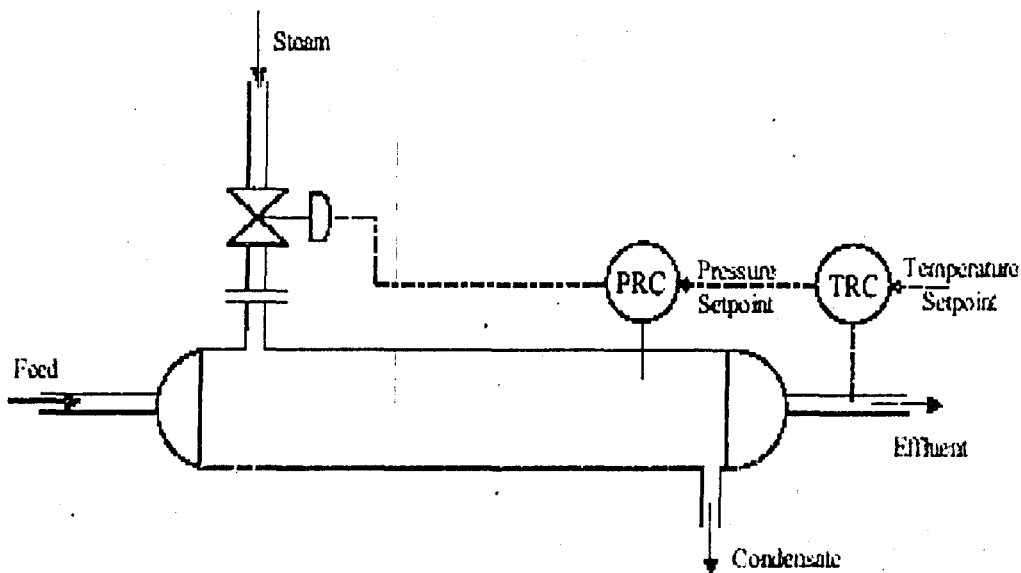 Steam
PRC
Pressure
Setpoint
TRC
Temperature
Setpoint
Feed
Effluent
Condensate